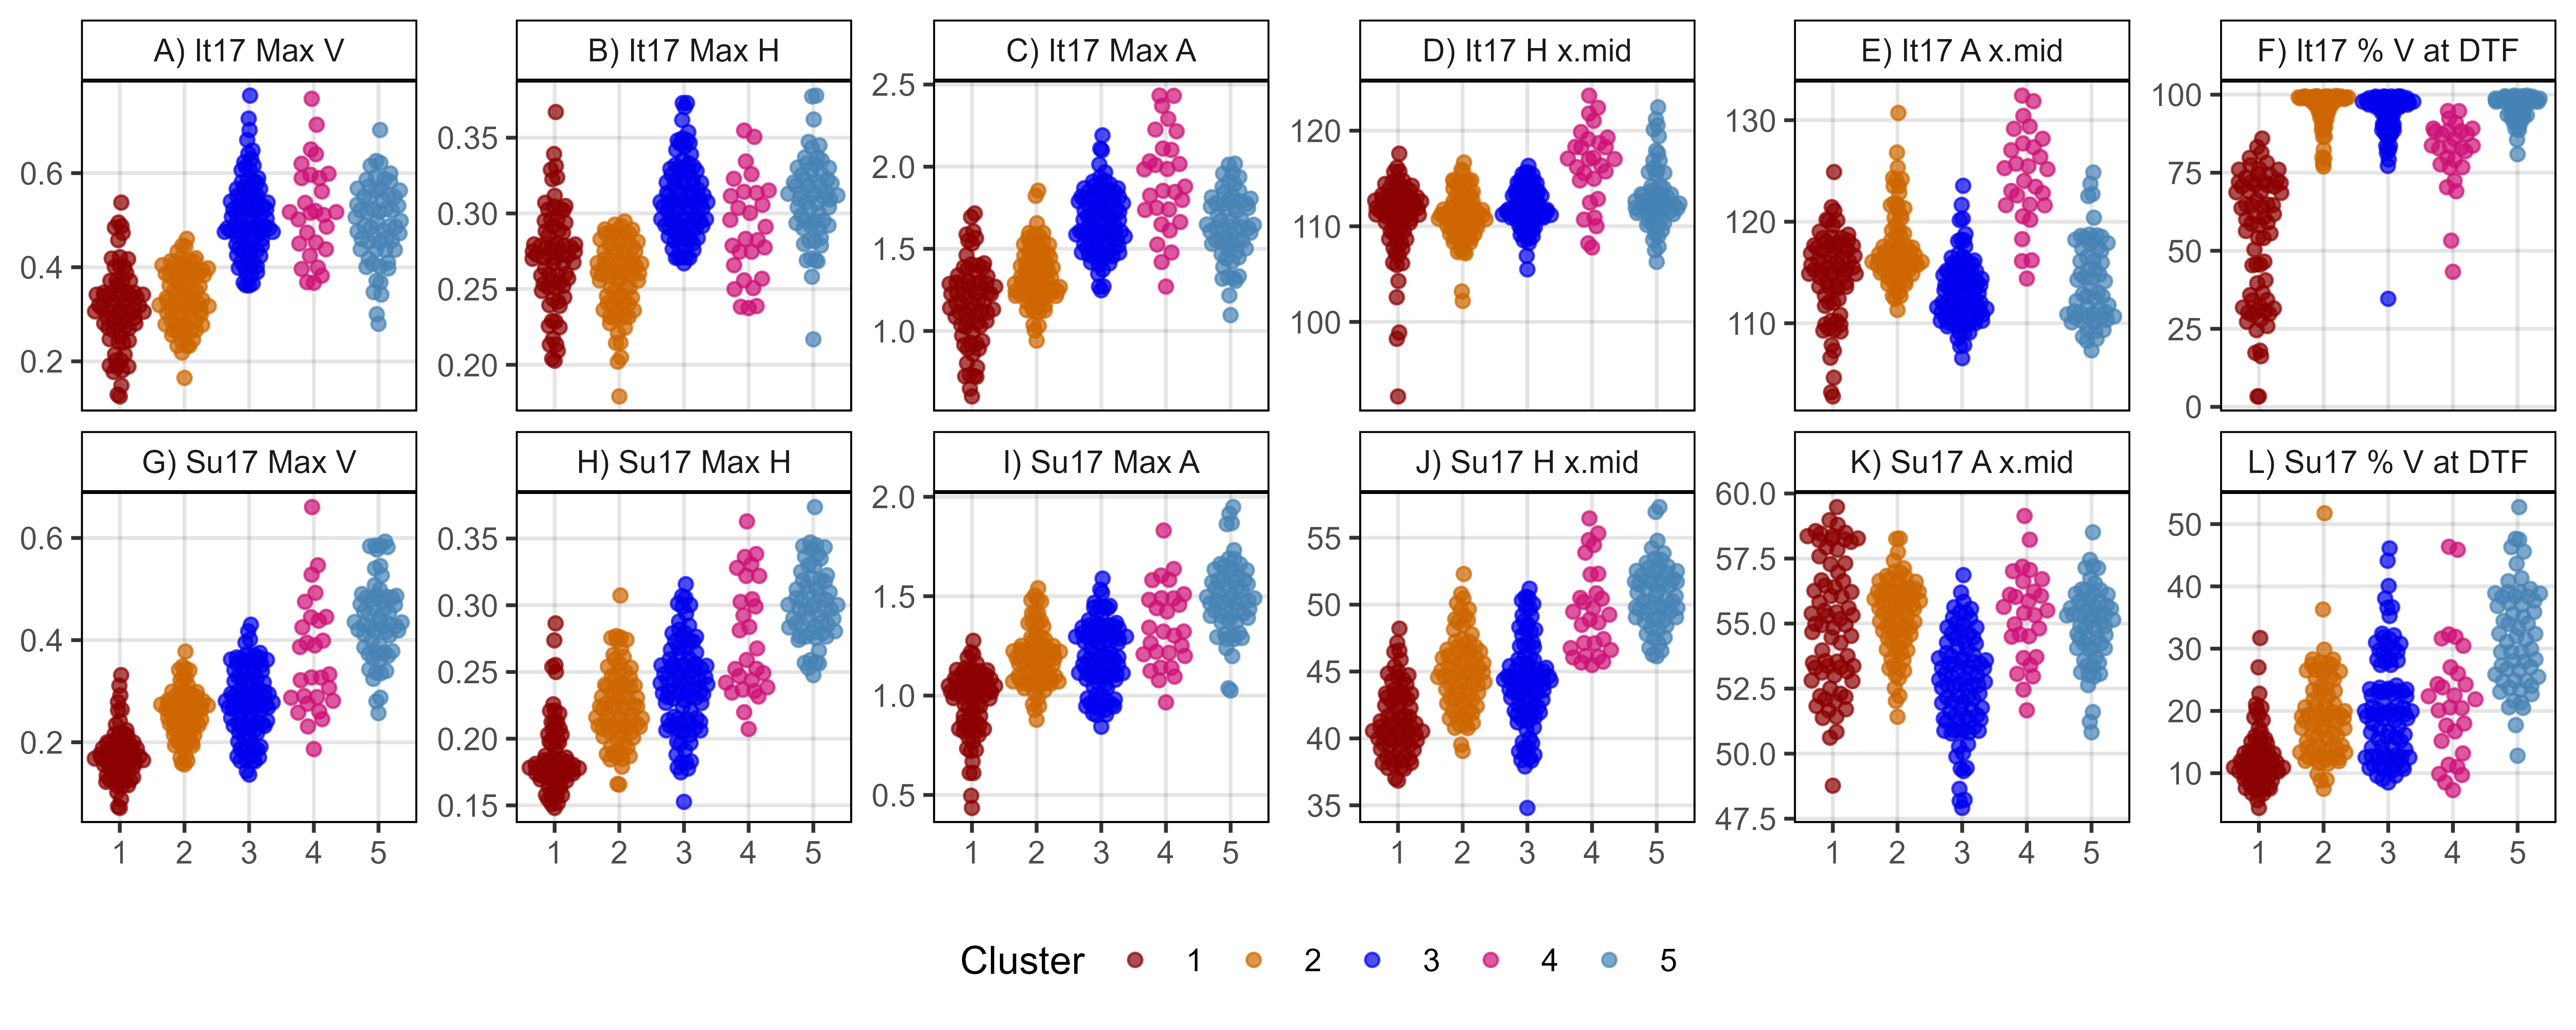 A) It17 Max V
B) It17 Max H
C) It17 Max A
D) It17 H x.mid
E) It17 A x.mid
F) It17 % V at DTF
0.6
0.4
0.2
0.35
0.30
0.25
0.20
2.5
2.0
1.5
1.0
120
110
100
130
120
110
100
75
50
25
0
G) Su17 Max V
H) Su17 Max H
I) Su17 Max A
J) Su17 H x.mid
K) Su17 A x.mid
L) Su17 % V at DTF
0.6
0.4
0.2
0.35
0.30
0.25
0.20
0.15
2.0
1.5
1.0
0.5
55
50
45
40
35
60.0
57.5
55.0
52.5
50.0
47.5
50
40
30
20
10
1 2 3 4 5
1 2 3 4 5
1 2 3 4 5
1 2 3 4 5
1 2 3 4 5
1 2 3 4 5
Cluster 1 2 3 4 5